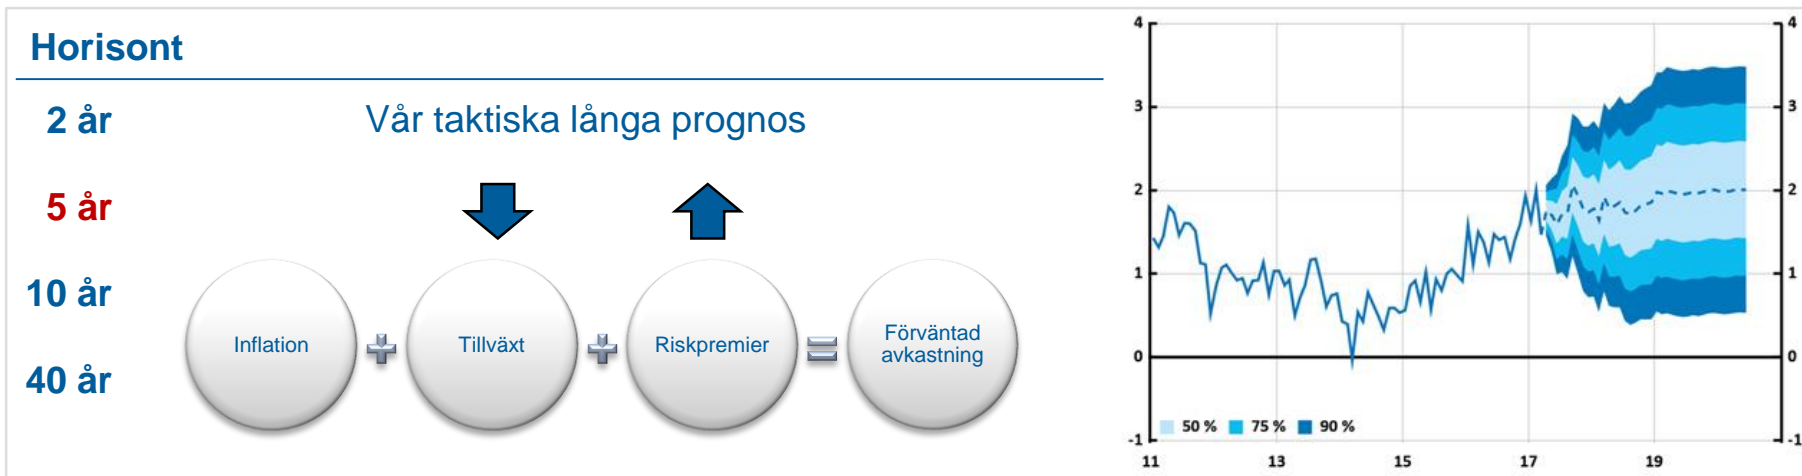 Horisont
2 år
Vår taktiska långa prognos
5 år
10 år
40 år
Inflation
Tillväxt
Riskpremier
Förväntad
avkastning
4
3
2
1
0
-1
4
3
2
1
0
-1
50 % 75 % 90 %
11 13 15 17 19